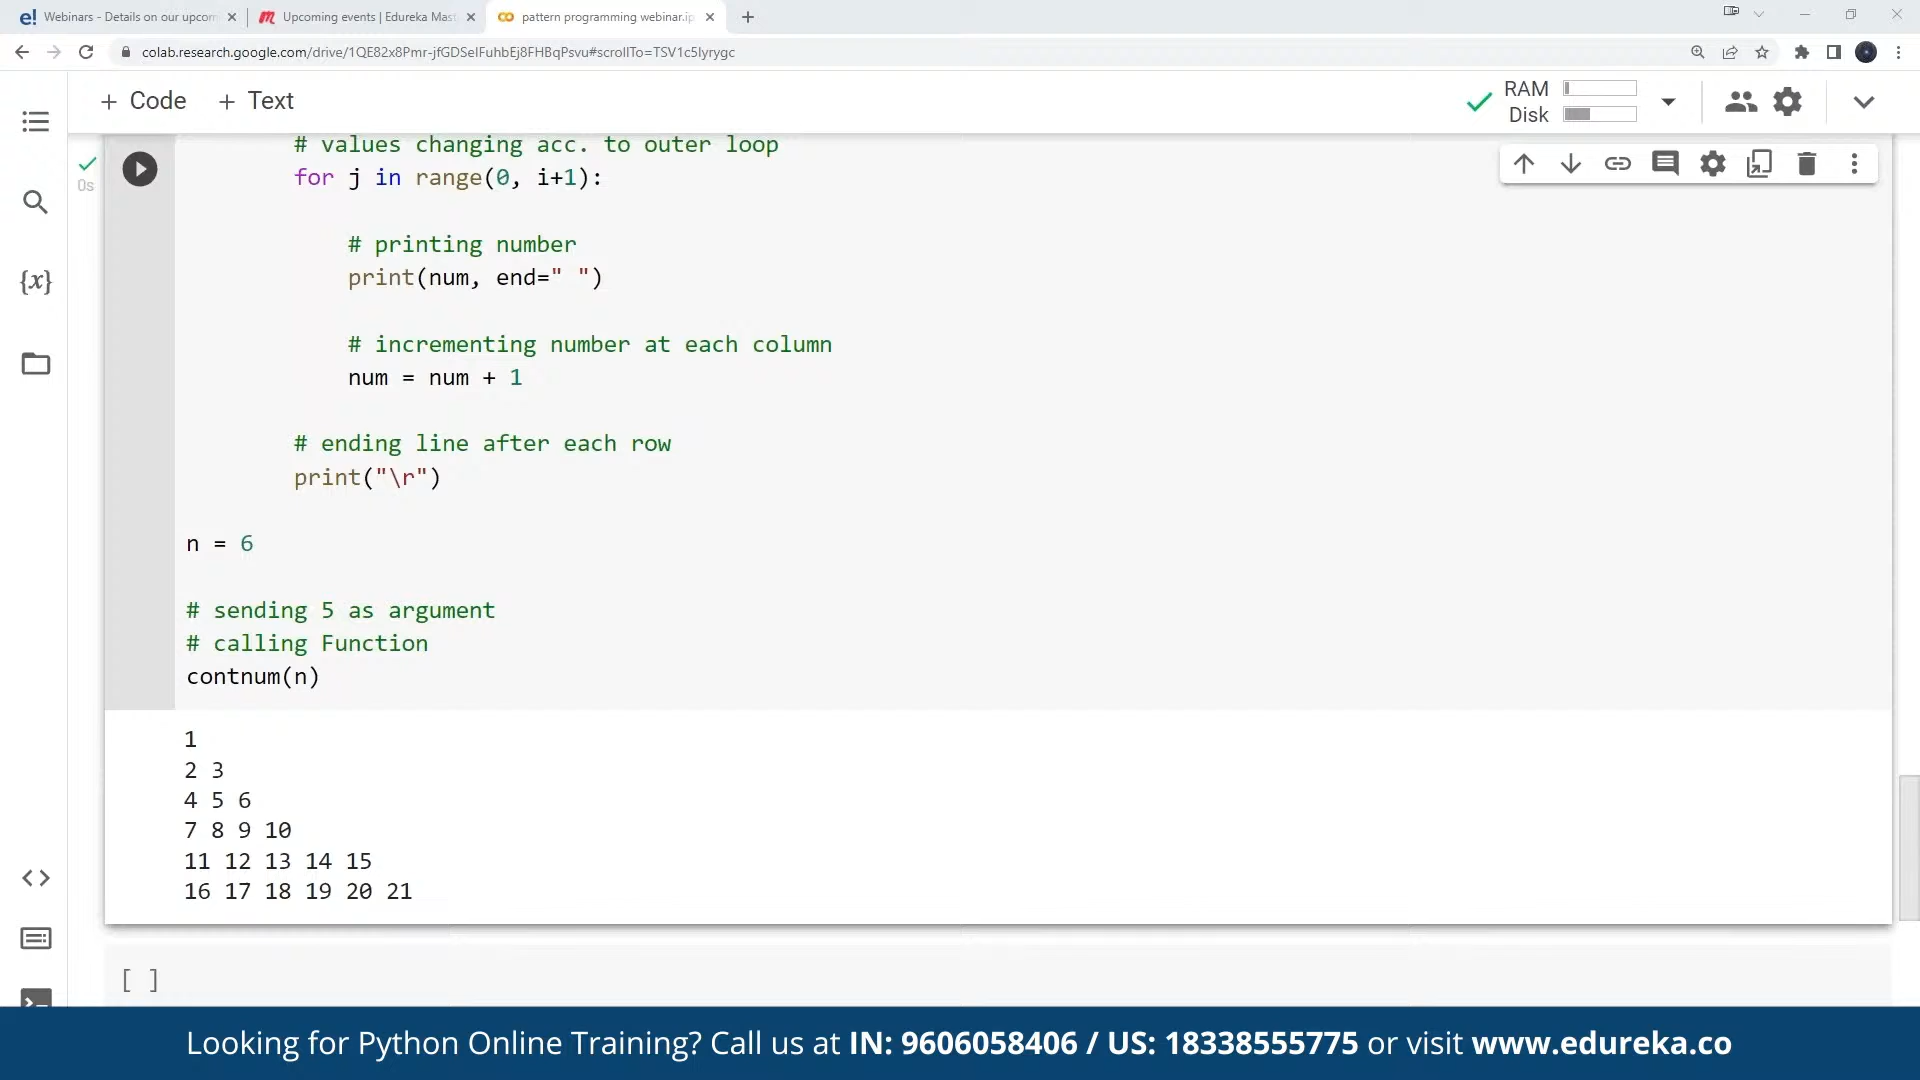 e! Webinars - Details on our upcom
Upcoming events | Edureka Mast
pattern programming webinar.ip
colab.research.google.com/drive/1QE82x8Pmr-jfGDSeIFuhbEj8FHBqPsvu#scrollTo=TSV1c5lyrygc
+ Code + Text
RAM
Disk
0s
# values changing acc. to outer loop
for j in range(0, i+1):
# printing number
print(num, end=" ")
# incrementing number at each column
num = num + 1
# ending line after each row
print("\r")
n = 6
# sending 5 as argument
# calling Function
contnum(n)
1
2 3
4 5 6
7 8 9 10
11 12 13 14 15
16 17 18 19 20 21
{x}
[ ]
Looking for Python Online Training? Call us at IN: 9606058406 / US: 18338555775 or visit www.edureka.co